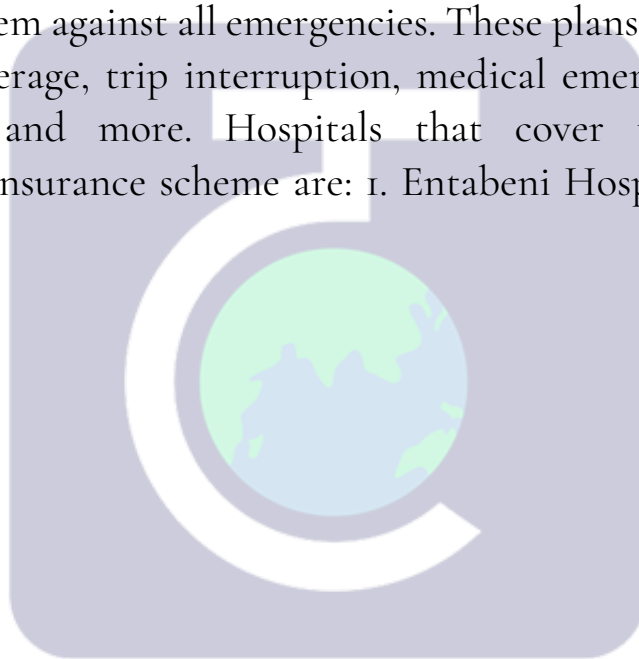 em against all emergencies. These plans
erage, trip interruption, medical emer
and more. Hospitals that cover
nsurance scheme are: 1. Entabeni Hosp